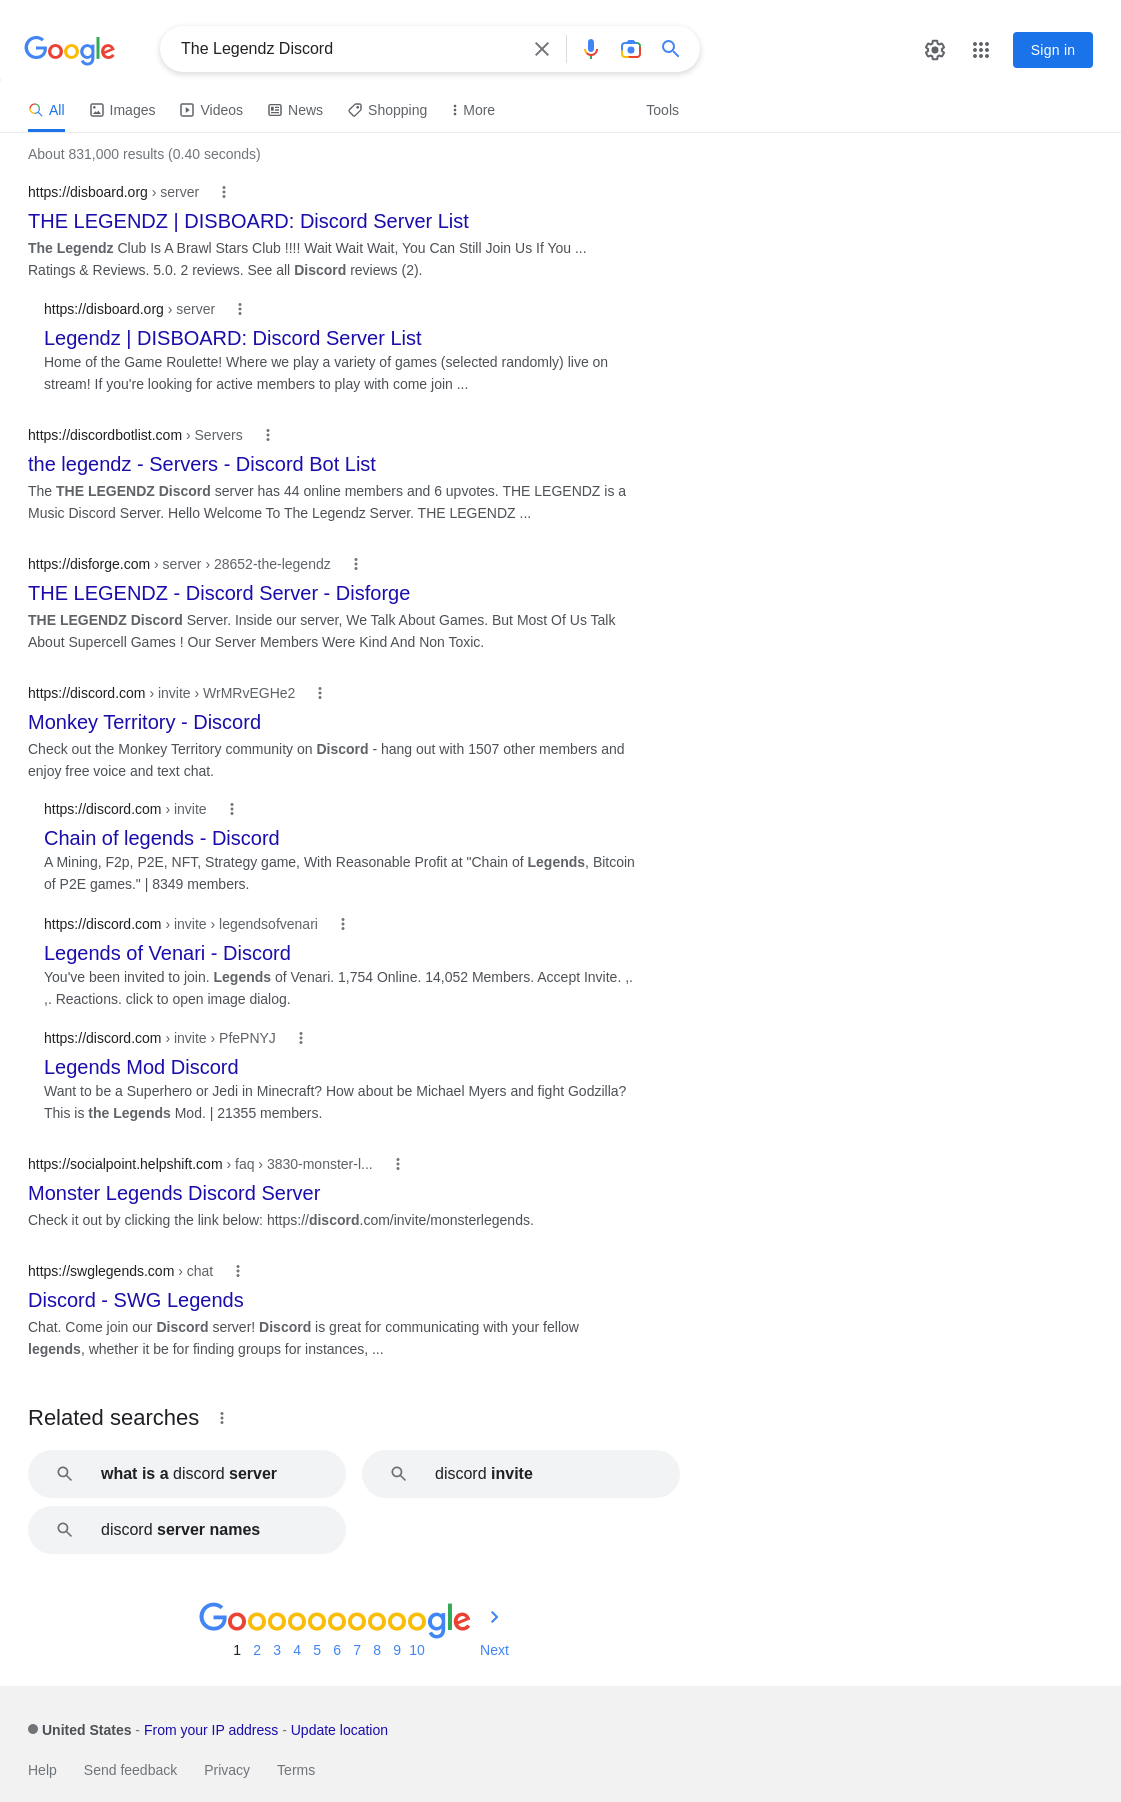 Google
The Legendz Discord
Sign in
All Images Videos News Shopping More Tools
About 831,000 results (0.40 seconds)
https://disboard.org › server
THE LEGENDZ | DISBOARD: Discord Server List
The Legendz Club Is A Brawl Stars Club !!!! Wait Wait Wait, You Can Still Join Us If You ...
Ratings & Reviews. 5.0. 2 reviews. See all Discord reviews (2).
https://disboard.org › server
Legendz | DISBOARD: Discord Server List
Home of the Game Roulette! Where we play a variety of games (selected randomly) live on
stream! If you're looking for active members to play with come join ...
https://discordbotlist.com › Servers
the legendz - Servers - Discord Bot List
The THE LEGENDZ Discord server has 44 online members and 6 upvotes. THE LEGENDZ is a
Music Discord Server. Hello Welcome To The Legendz Server. THE LEGENDZ ...
https://disforge.com › server › 28652-the-legendz
THE LEGENDZ - Discord Server - Disforge
THE LEGENDZ Discord Server. Inside our server, We Talk About Games. But Most Of Us Talk
About Supercell Games ! Our Server Members Were Kind And Non Toxic.
https://discord.com › invite › WrMRvEGHe2
Monkey Territory - Discord
Check out the Monkey Territory community on Discord - hang out with 1507 other members and
enjoy free voice and text chat.
https://discord.com › invite
Chain of legends - Discord
A Mining, F2p, P2E, NFT, Strategy game, With Reasonable Profit at "Chain of Legends, Bitcoin
of P2E games." | 8349 members.
https://discord.com › invite › legendsofvenari
Legends of Venari - Discord
You've been invited to join. Legends of Venari. 1,754 Online. 14,052 Members. Accept Invite. ,.
,. Reactions. click to open image dialog.
https://discord.com › invite › PfePNYJ
Legends Mod Discord
Want to be a Superhero or Jedi in Minecraft? How about be Michael Myers and fight Godzilla?
This is the Legends Mod. | 21355 members.
https://socialpoint.helpshift.com › faq › 3830-monster-l...
Monster Legends Discord Server
Check it out by clicking the link below: https://discord.com/invite/monsterlegends.
https://swglegends.com › chat
Discord - SWG Legends
Chat. Come join our Discord server! Discord is great for communicating with your fellow
legends, whether it be for finding groups for instances, ...
Related searches
what is a discord server
discord invite
discord server names
Goooooooooogle
1 2 3 4 5 6 7 8 9 10 Next
United States - From your IP address - Update location
Help Send feedback Privacy Terms